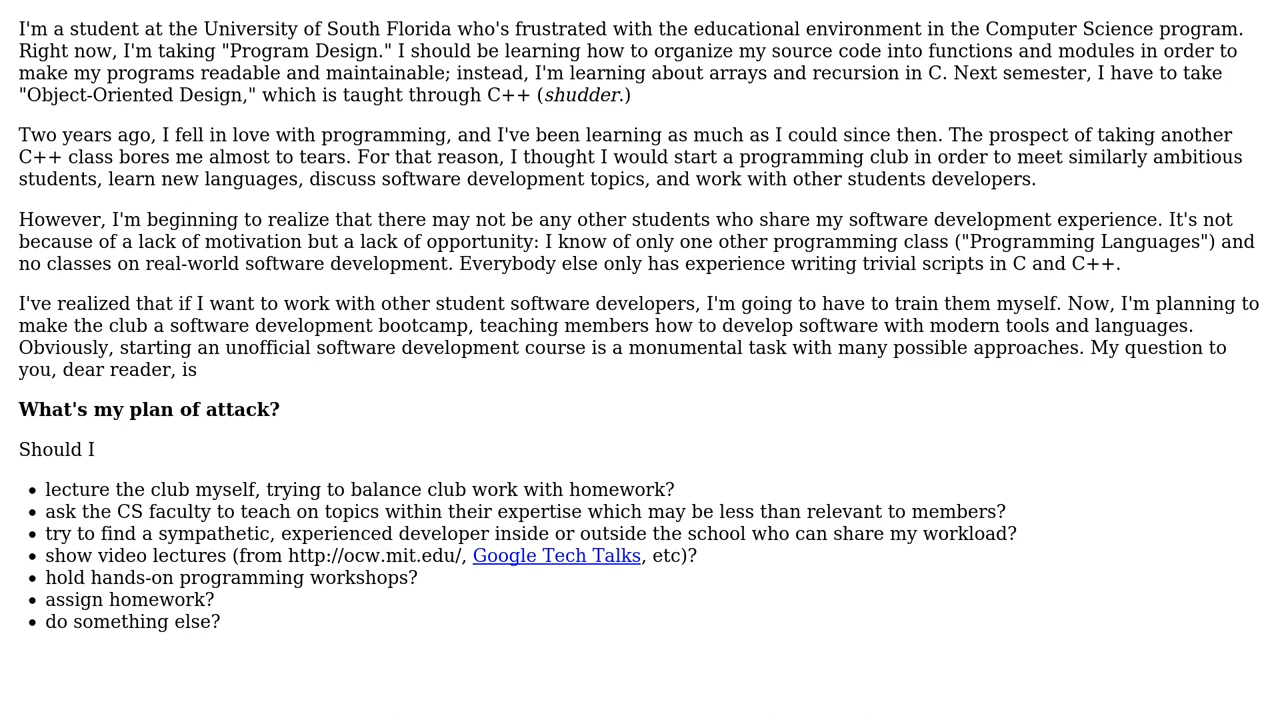 I'm a student at the University of South Florida who's frustrated with the educational environment in the Computer Science program.
Right now, I'm taking "Program Design." I should be learning how to organize my source code into functions and modules in order to
make my programs readable and maintainable; instead, I'm learning about arrays and recursion in C. Next semester, I have to take
"Object-Oriented Design," which is taught through C++ (shudder.)
Two years ago, I fell in love with programming, and I've been learning as much as I could since then. The prospect of taking another
C++ class bores me almost to tears. For that reason, I thought I would start a programming club in order to meet similarly ambitious
students, learn new languages, discuss software development topics, and work with other students developers.
However, I'm beginning to realize that there may not be any other students who share my software development experience. It's not
because of a lack of motivation but a lack of opportunity: I know of only one other programming class ("Programming Languages") and
no classes on real-world software development. Everybody else only has experience writing trivial scripts in C and C++.
I've realized that if I want to work with other student software developers, I'm going to have to train them myself. Now, I'm planning to
make the club a software development bootcamp, teaching members how to develop software with modern tools and languages.
Obviously, starting an unofficial software development course is a monumental task with many possible approaches. My question to
you, dear reader, is
What's my plan of attack?
Should I
• lecture the club myself, trying to balance club work with homework?
• ask the CS faculty to teach on topics within their expertise which may be less than relevant to members?
• try to find a sympathetic, experienced developer inside or outside the school who can share my workload?
• show video lectures (from http://ocw.mit.edu/, Google Tech Talks, etc)?
• hold hands-on programming workshops?
• assign homework?
• do something else?